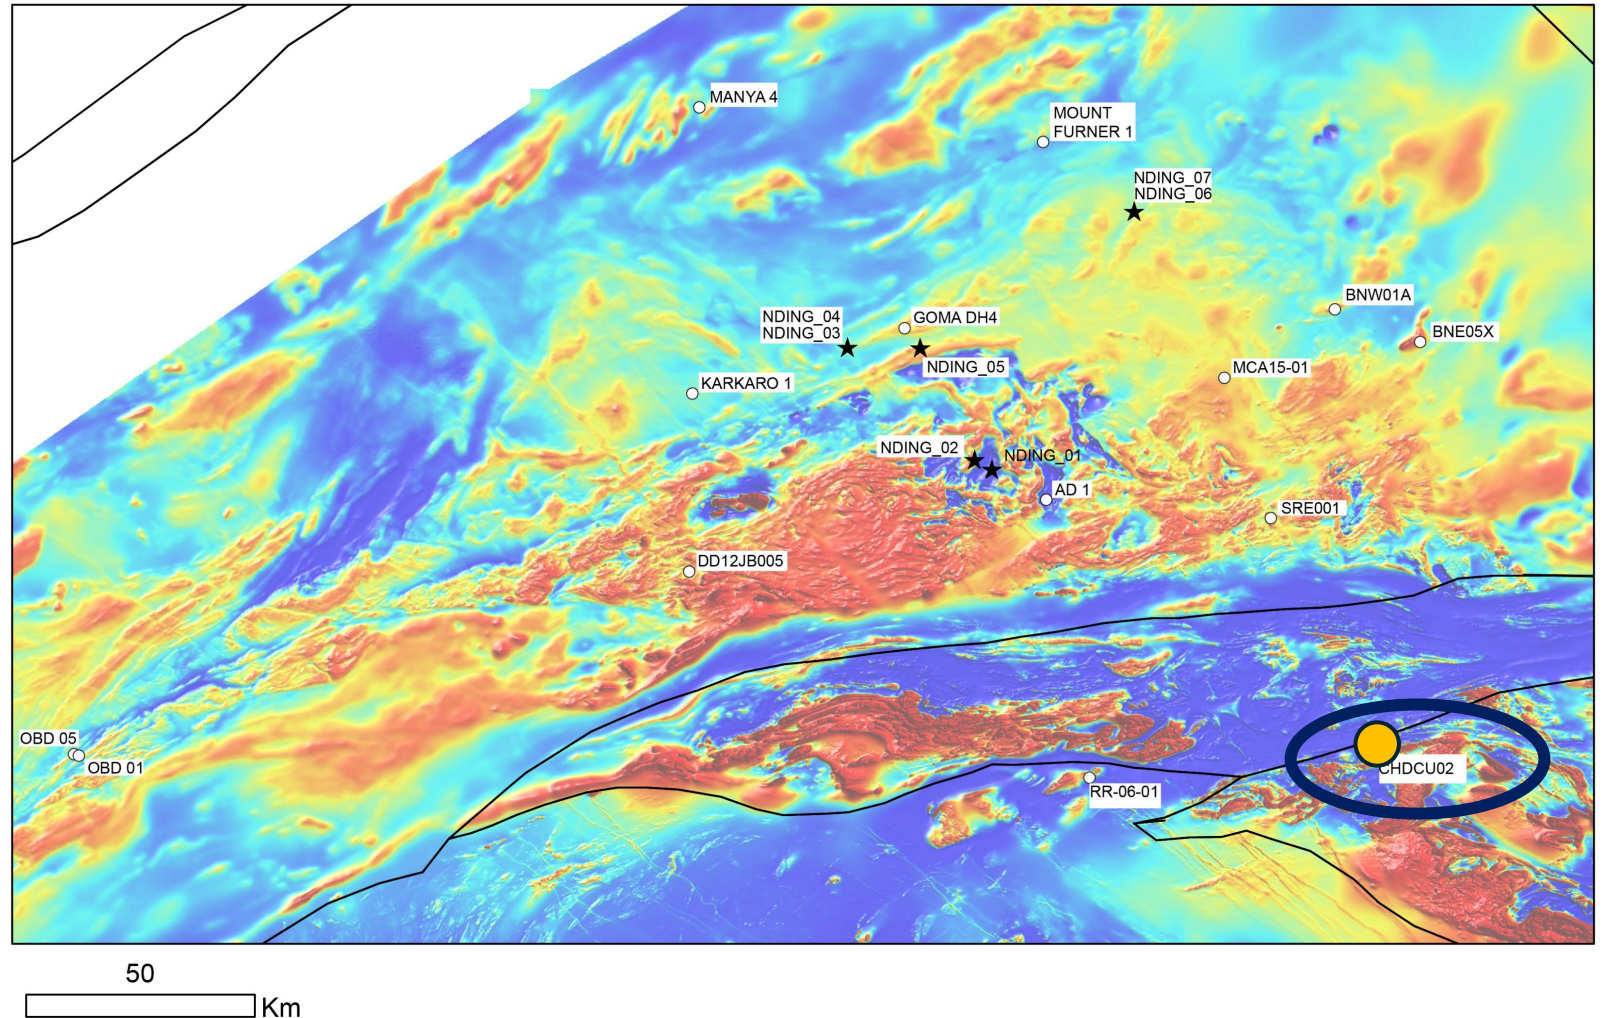 MANYA 4
MOUNT
FURNER 1
NDING_07
NDING_06
BNW01A
NDING_04
NDING_03
GOMA DH4
BNE05X
NDING_05
MCA15-01
KARKARO 1
NDING_02
NDING_01
AD 1
SRE001
DD12JB005
OBD 05
OBD 01
CHDCU02
RR-06-01
50
Km